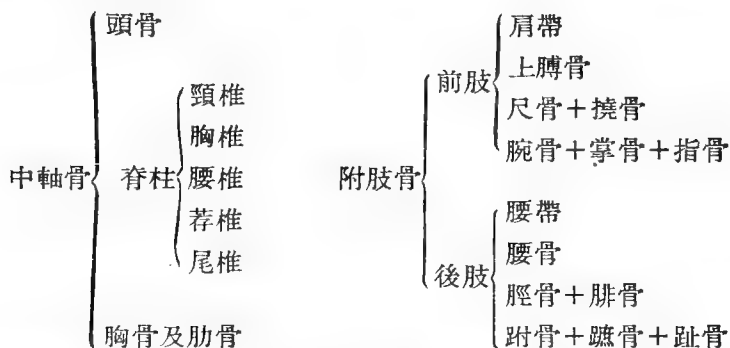 中軸骨
頭骨
脊柱
頸椎
胸椎
腰椎
荐椎
尾椎
胸骨及肋骨
附肢骨
前肢
肩帶
上膊骨
尺骨＋撓骨
腕骨＋掌骨＋指骨
後肢
腰帶
腰骨
脛骨＋腓骨
跗骨＋蹠骨＋趾骨